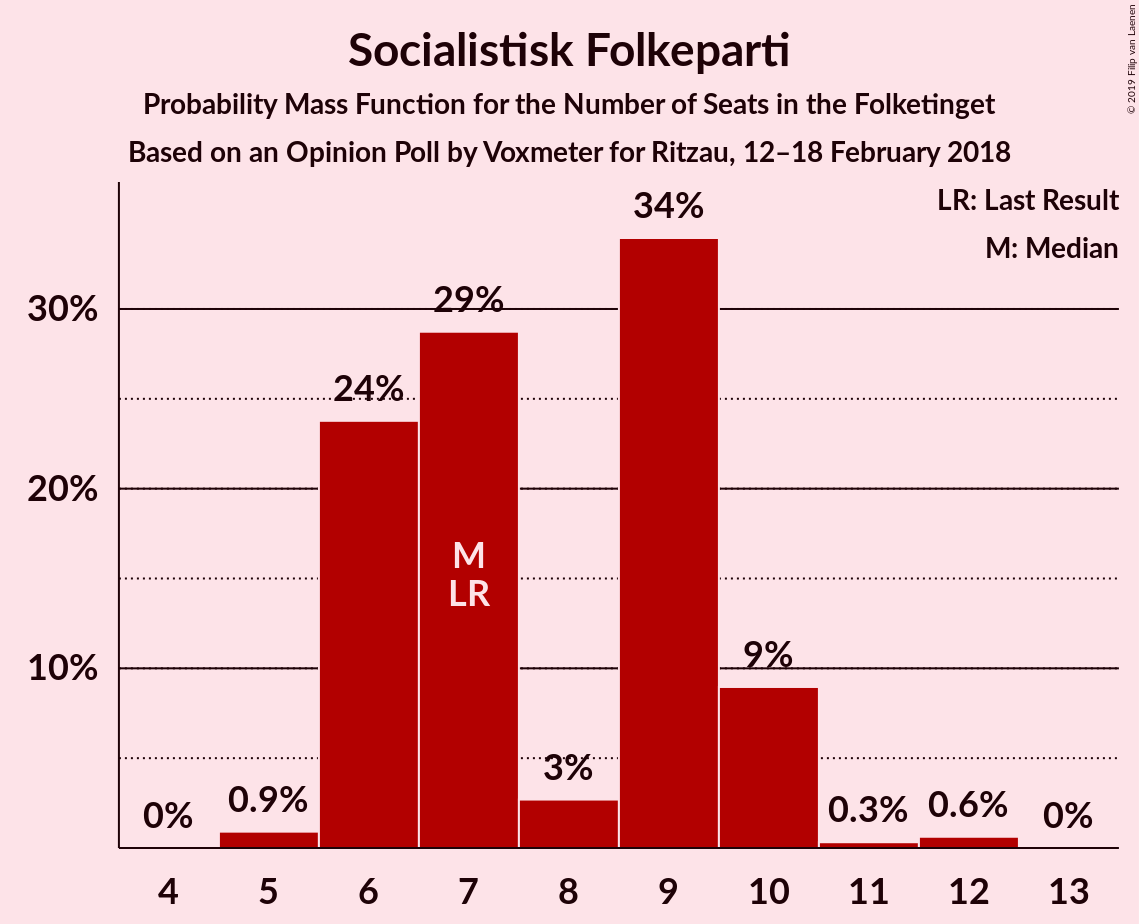 Socialistisk Folkeparti
Probability Mass Function for the Number of Seats in the Folketinget
Based on an Opinion Poll by Voxmeter for Ritzau, 12–18 February 2018
© 2019 Filip van Laenen
LR: Last Result
M: Median
30%
20%
10%
0%
0.9%
24%
29%
3%
34%
9%
0.3%
0.6%
0%
M
LR
4 5 6 7 8 9 10 11 12 13